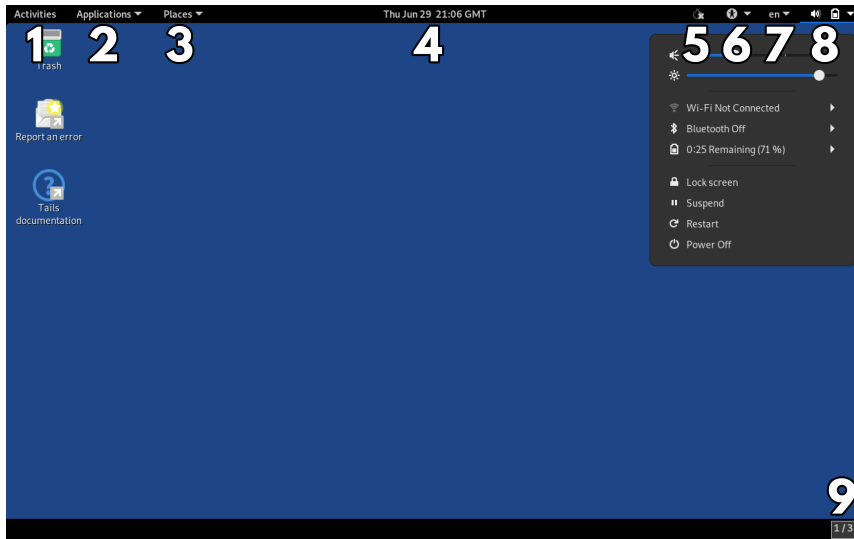 Activities Applications Places Thu Jun 29 21:06 GMT en
1 2 3 4 5 6 7 8
Trash
Report an error
Tails
documentation
Wi-Fi Not Connected
Bluetooth Off
0:25 Remaining (71 %)
Lock screen
Suspend
Restart
Power Off
9
1 / 3